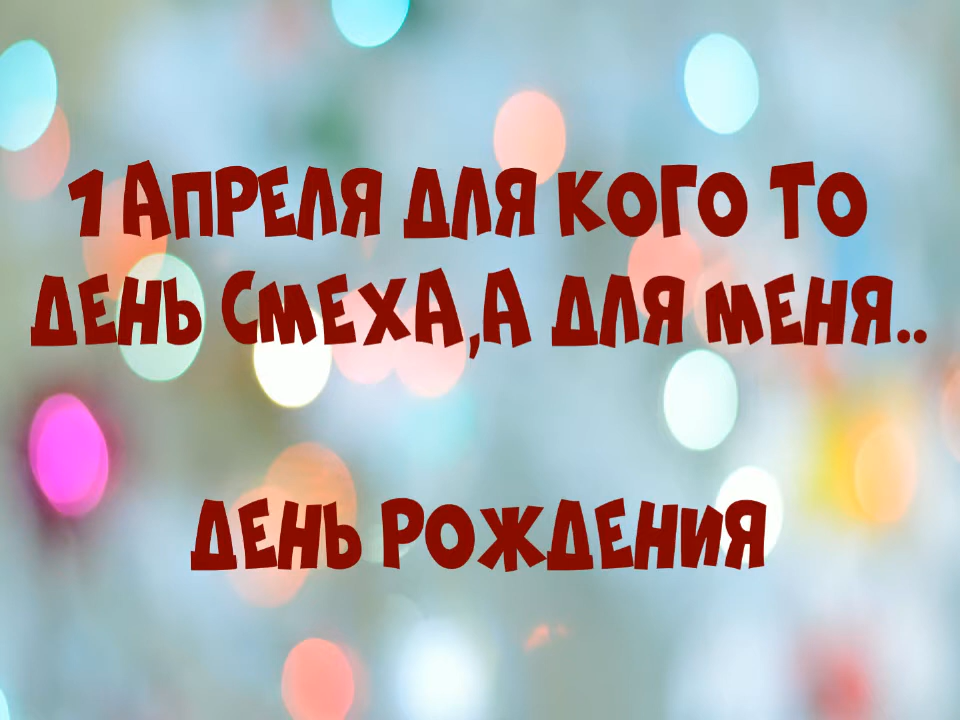 1 Апреля для кого то
день смеха,а для меня..
день рождения